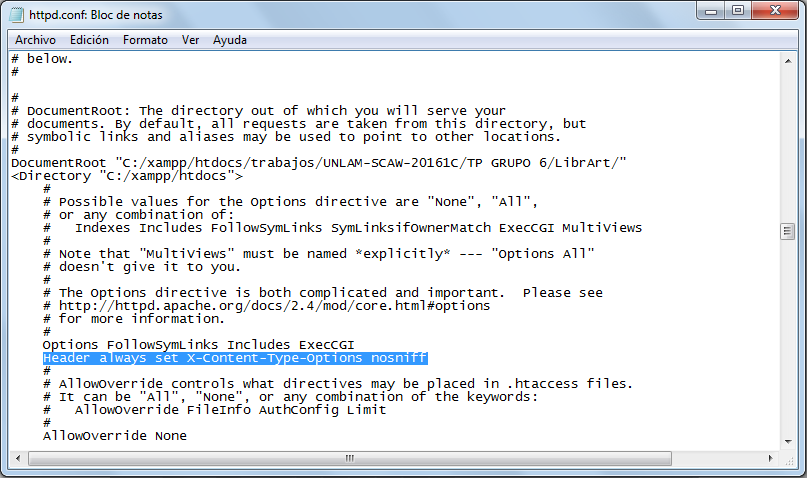 httpd.conf: Bloc de notas
Archivo Edición Formato Ver Ayuda
# below.
#
#
# DocumentRoot: The directory out of which you will serve your
# documents. By default, all requests are taken from this directory, but
# symbolic links and aliases may be used to point to other locations.
#
DocumentRoot "C:/xampp/htdocs/trabajos/UNLAM-SCAW-20161C/TP GRUPO 6/LibrArt/"
<Directory "C:/xampp/htdocs">
#
# Possible values for the Options directive are "None", "All",
# or any combination of:
#   Indexes Includes FollowSymLinks SymLinksifOwnerMatch ExecCGI MultiViews
#
# Note that "MultiViews" must be named *explicitly* --- "Options All"
# doesn't give it to you.
#
# The Options directive is both complicated and important.  Please see
# http://httpd.apache.org/docs/2.4/mod/core.html#options
# for more information.
#
Options FollowSymLinks Includes ExecCGI
Header always set X-Content-Type-Options nosniff
#
# AllowOverride controls what directives may be placed in .htaccess files.
# It can be "All", "None", or any combination of the keywords:
#   AllowOverride FileInfo AuthConfig Limit
#
AllowOverride None